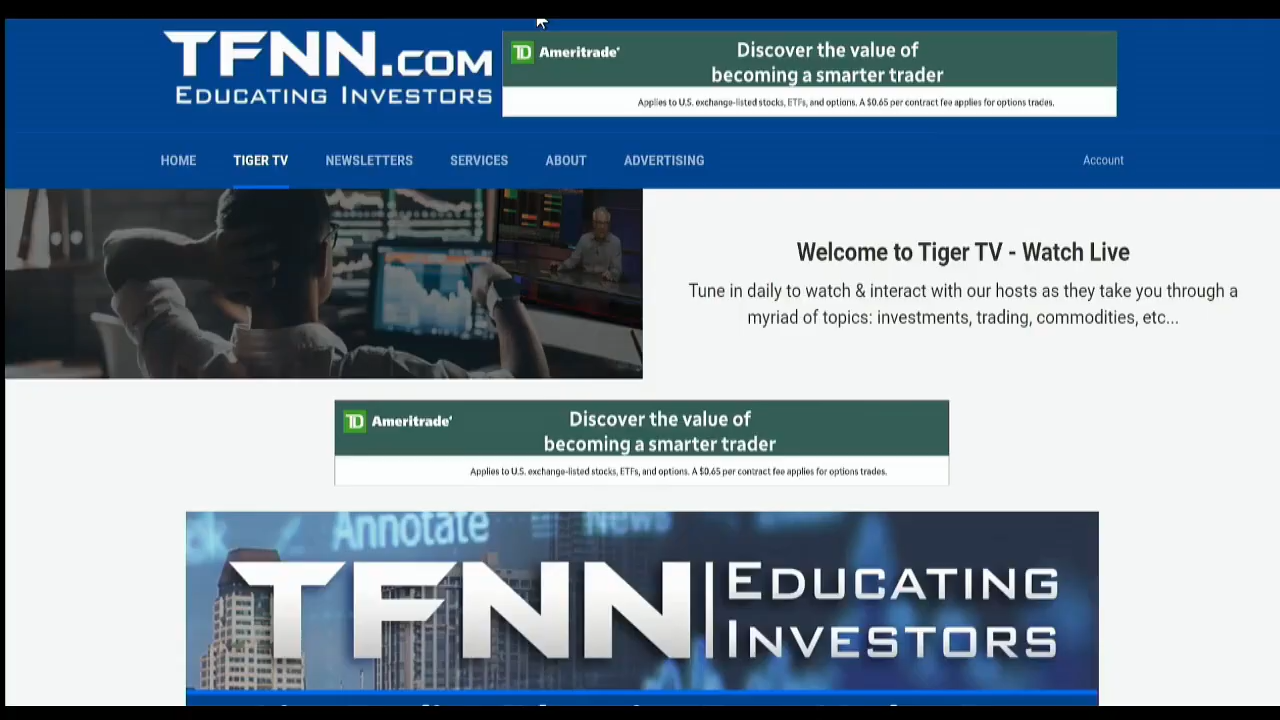 TFNN.COM
EDUCATING INVESTORS
TD Ameritrade
Discover the value of
becoming a smarter trader
Applies to U.S. exchange-listed stocks, ETFs, and options. A $0.65 per contract fee applies for options trades.
HOME TIGER TV NEWSLETTERS SERVICES ABOUT ADVERTISING Account
Welcome to Tiger TV - Watch Live
Tune in daily to watch & interact with our hosts as they take you through a
myriad of topics: investments, trading, commodities, etc...
TD Ameritrade
Discover the value of
becoming a smarter trader
Applies to U.S. exchange-listed stocks, ETFs, and options. A $0.65 per contract fee applies for options trades.
Annotate News
TFNN EDUCATING
INVESTORS